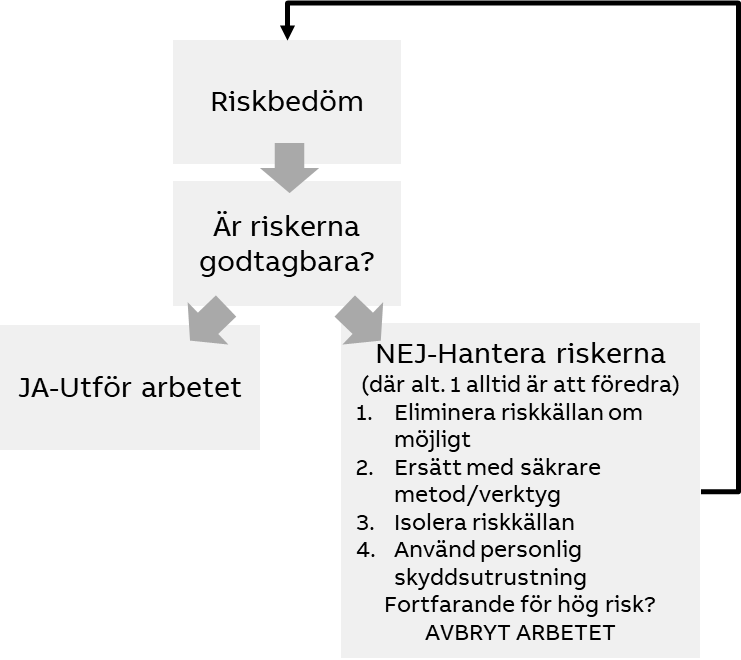 Riskbedöm
Är riskerna
godtagbara?
JA-Utför arbetet
NEJ-Hantera riskerna
(där alt. 1 alltid är att föredra)
1. Eliminera riskkällan om
möjligt
2. Ersätt med säkrare
metod/verktyg
3. Isolera riskkällan
4. Använd personlig
skyddsutrustning
Fortfarande för hög risk?
AVBRYT ARBETET